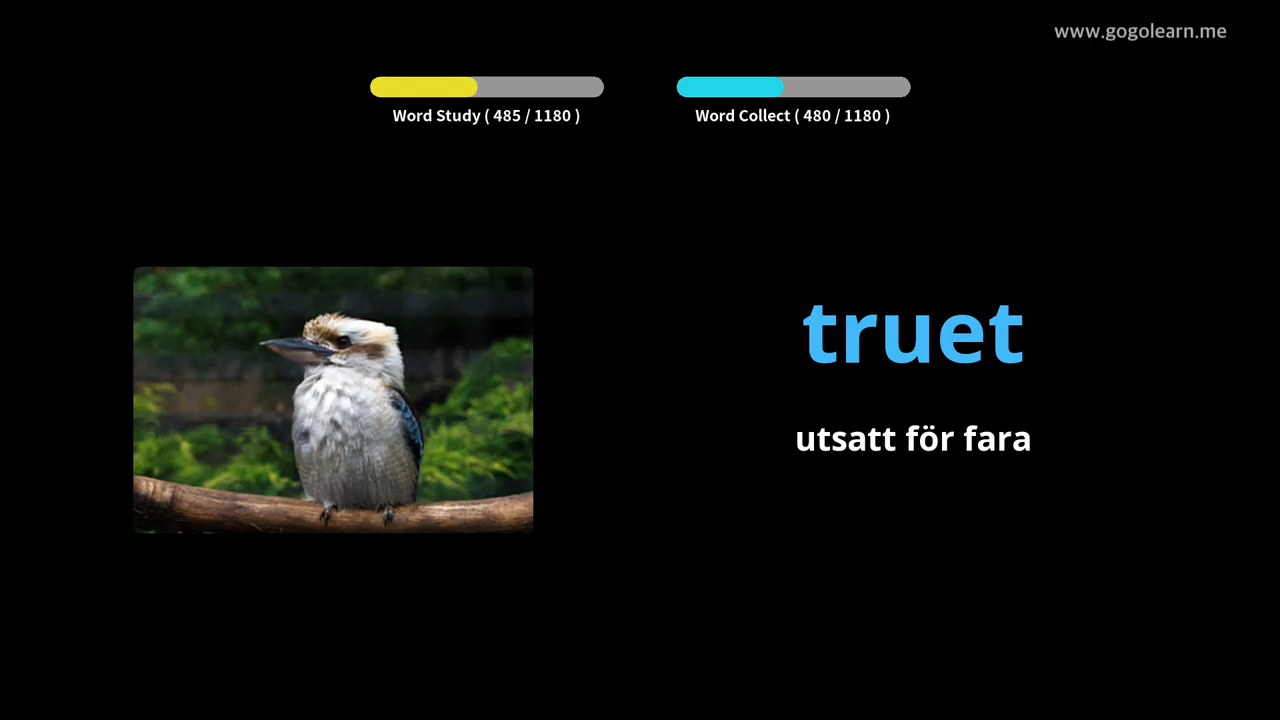 www.gogolearn.me
Word Study ( 485 / 1180 )
Word Collect ( 480 / 1180 )
truet
utsatt för fara